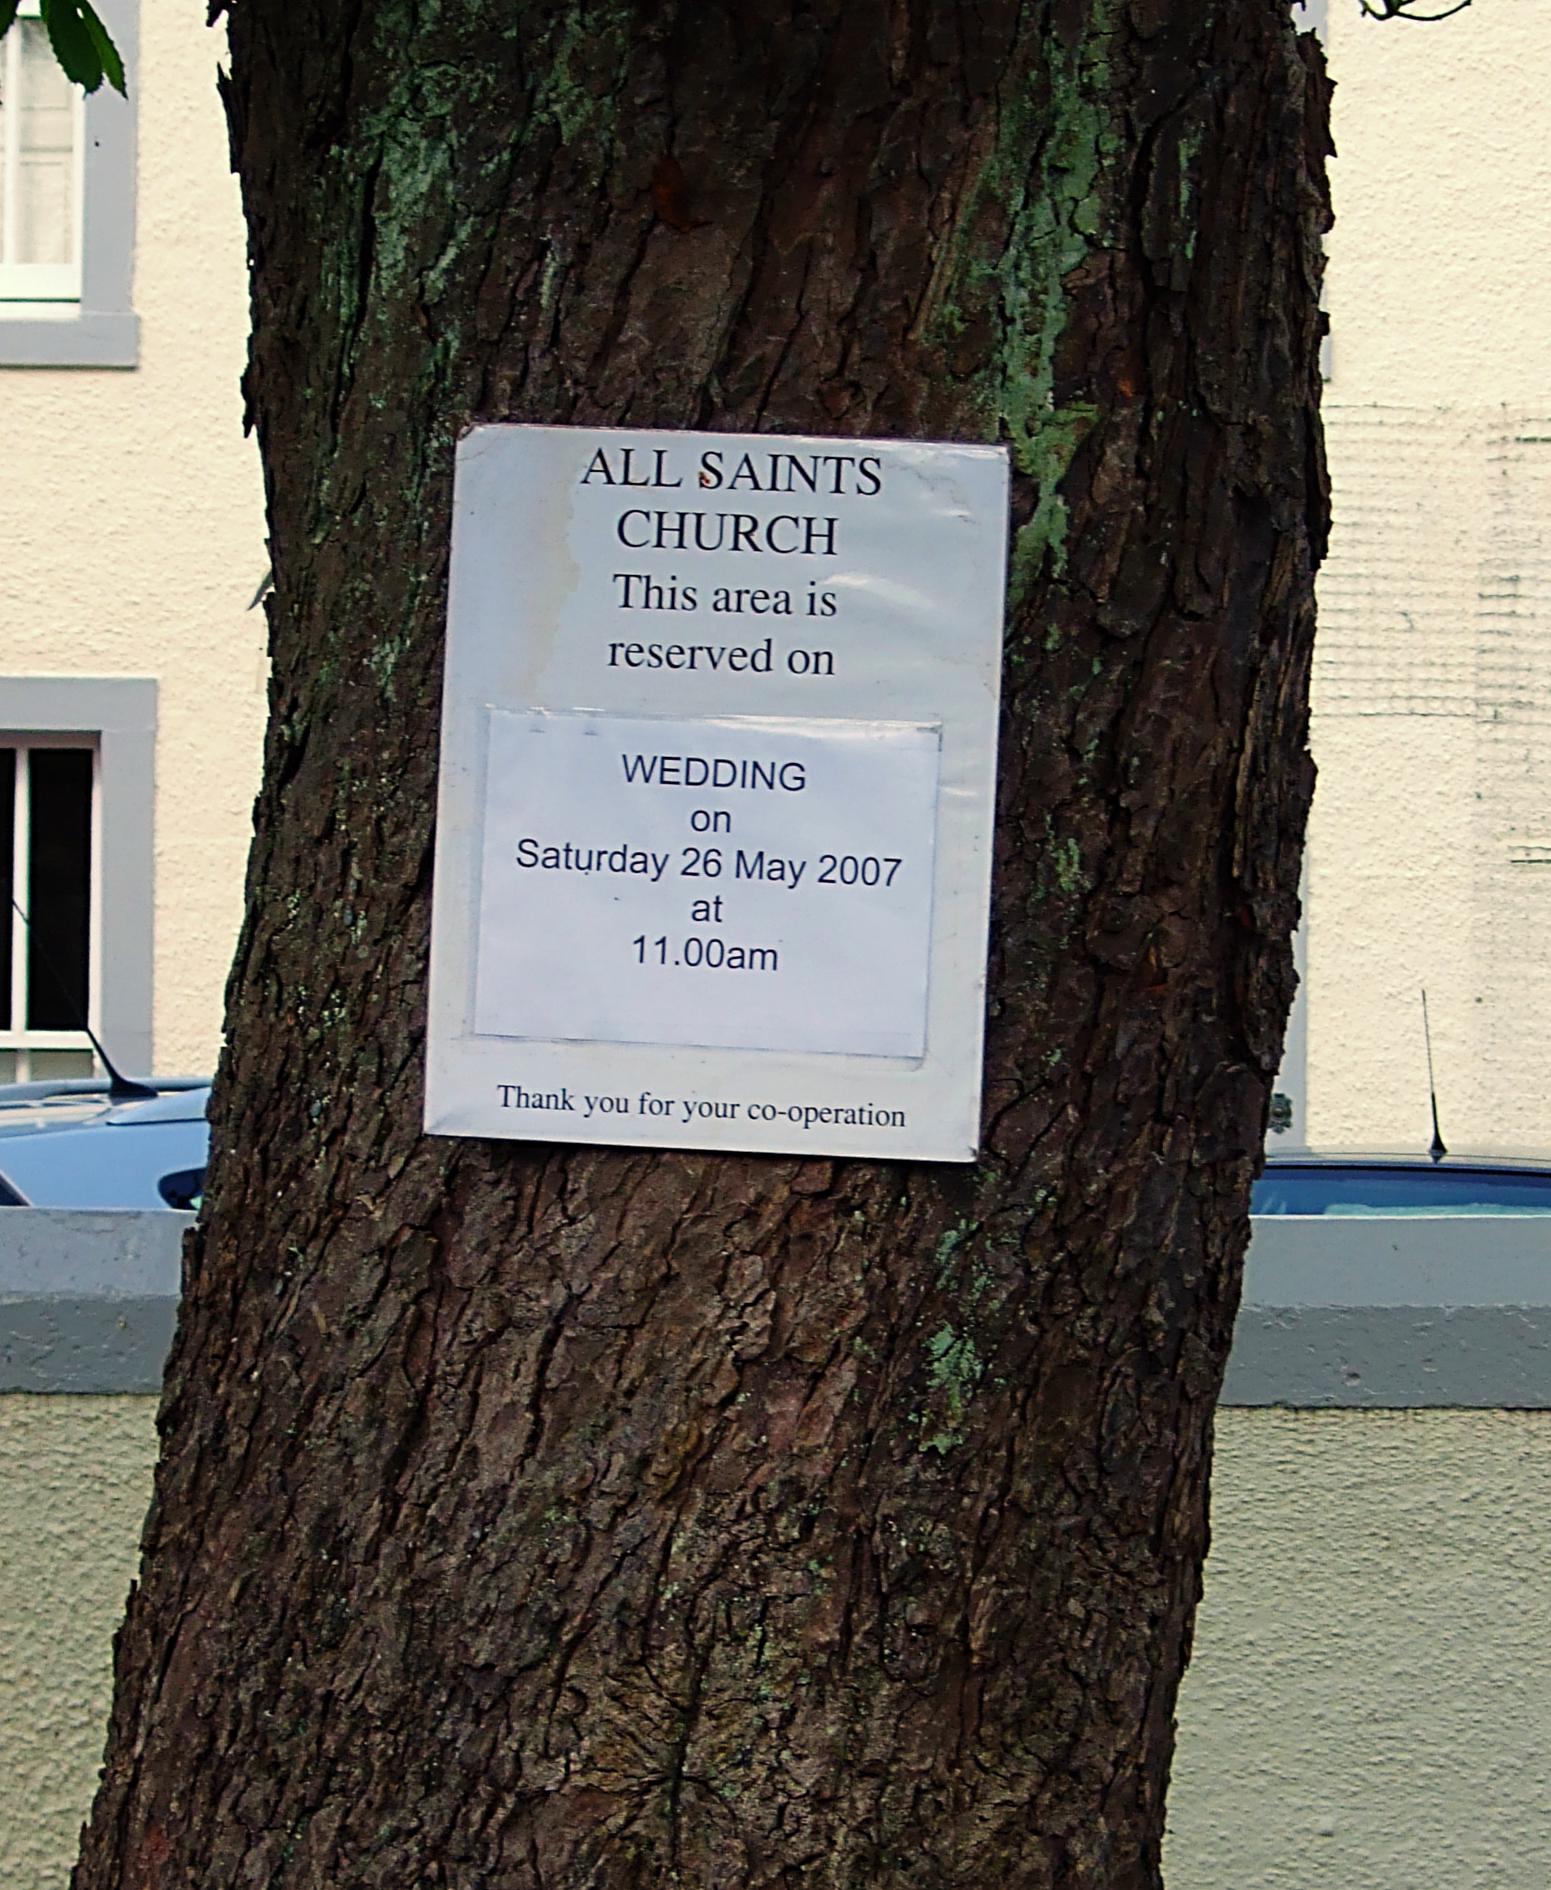 ALL SAINTS
CHURCH
This area is
reserved on
WEDDING
on
Saturday 26 May 2007
at
11.00am
Thank you for your co-operation